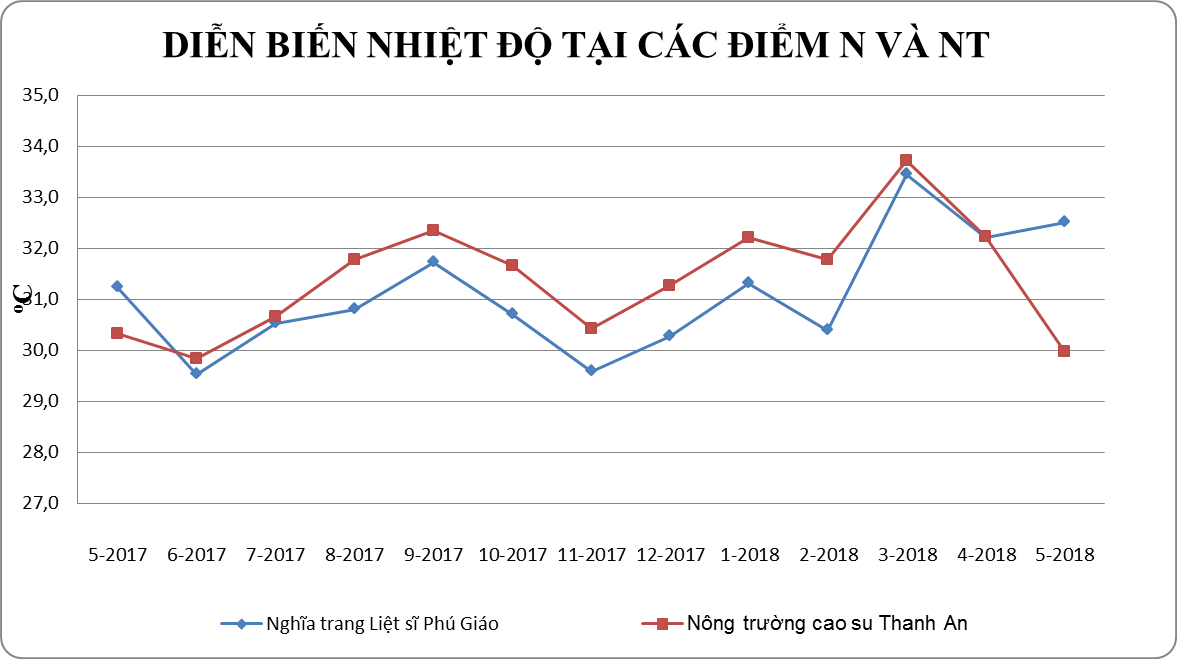 DIỄN BIẾN NHIỆT ĐỘ TẠI CÁC ĐIỂM N VÀ NT
35,0
34,0
33,0
32,0
31,0
30,0
29,0
28,0
27,0
ºC
5-2017 6-2017 7-2017 8-2017 9-2017 10-2017 11-2017 12-2017 1-2018 2-2018 3-2018 4-2018 5-2018
Nghĩa trang Liệt sĩ Phú Giáo Nông trường cao su Thanh An